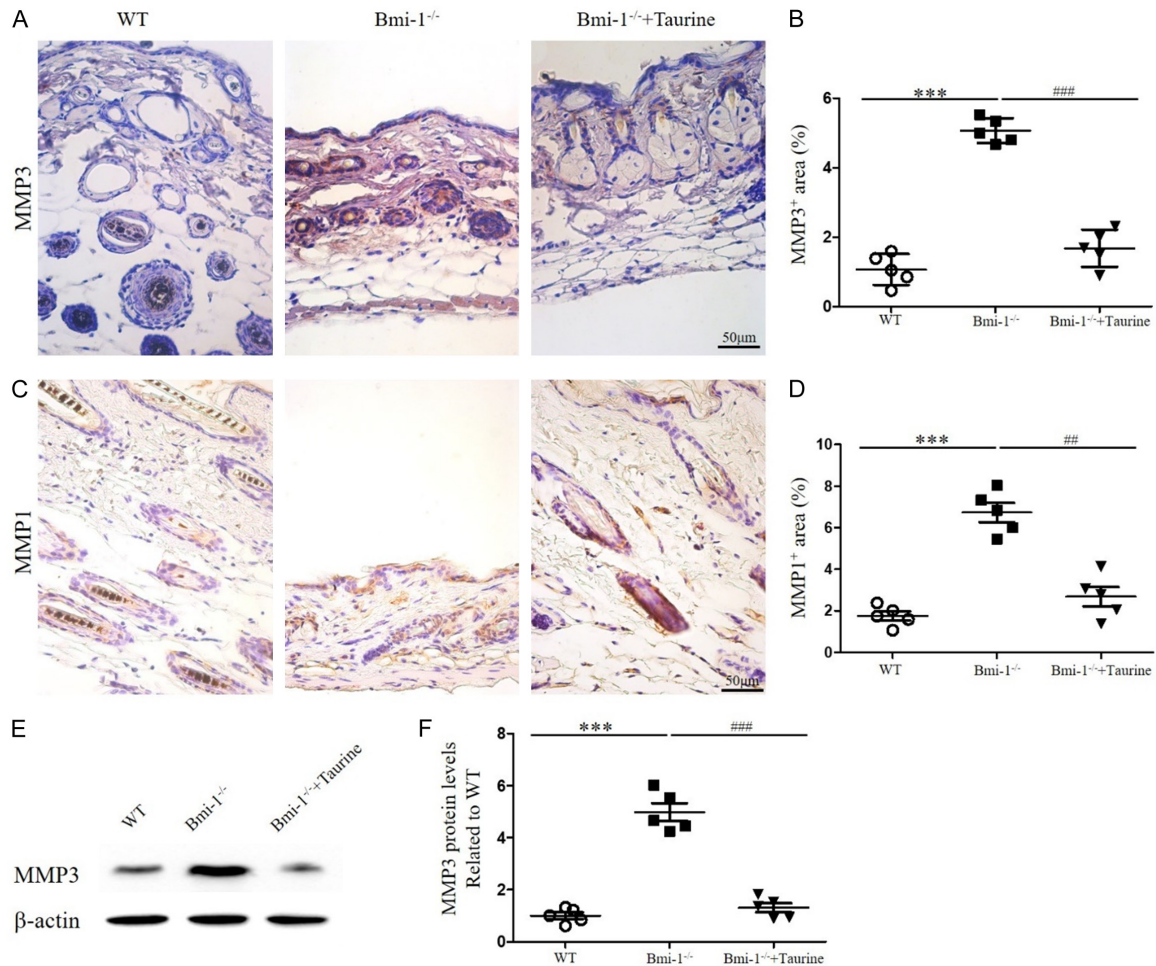 A
WT
Bmi-1⁻/⁻
Bmi-1⁻/⁻+Taurine
MMP3
50μm
B
MMP3⁺ area (%)
6
4
2
0
***
###
WT
Bmi-1⁻/⁻
Bmi-1⁻/⁻+Taurine
C
MMP1
50μm
D
MMP1⁺ area (%)
10
8
6
4
2
0
***
##
WT
Bmi-1⁻/⁻
Bmi-1⁻/⁻+Taurine
E
WT
Bmi-1⁻/⁻
Bmi-1⁻/⁻+Taurine
MMP3
β-actin
F
MMP3 protein levels
Related to WT
8
6
4
2
0
***
###
WT
Bmi-1⁻/⁻
Bmi-1⁻/⁻+Taurine